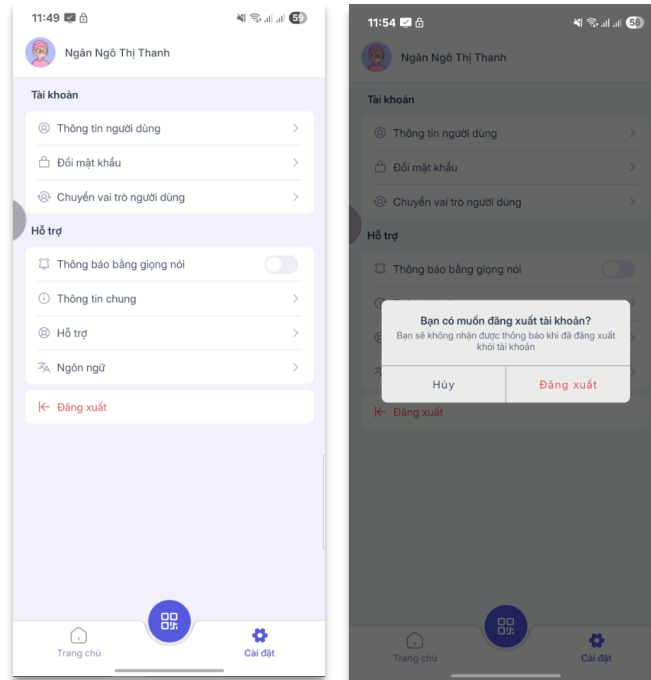 11:49
59
Ngân Ngô Thị Thanh
Tài khoản
Thông tin người dùng
Đổi mật khẩu
Chuyển vai trò người dùng
Hỗ trợ
Thông báo bằng giọng nói
Thông tin chung
Hỗ trợ
Ngôn ngữ
Đăng xuất
Trang chủ
Cài đặt
11:54
58
Ngân Ngô Thị Thanh
Tài khoản
Thông tin người dùng
Đổi mật khẩu
Chuyển vai trò người dùng
Hỗ trợ
Thông báo bằng giọng nói
Bạn có muốn đăng xuất tài khoản?
Bạn sẽ không nhận được thông báo khi đã đăng xuất
khỏi tài khoản
Hủy
Đăng xuất
Đăng xuất
Trang chủ
Cài đặt